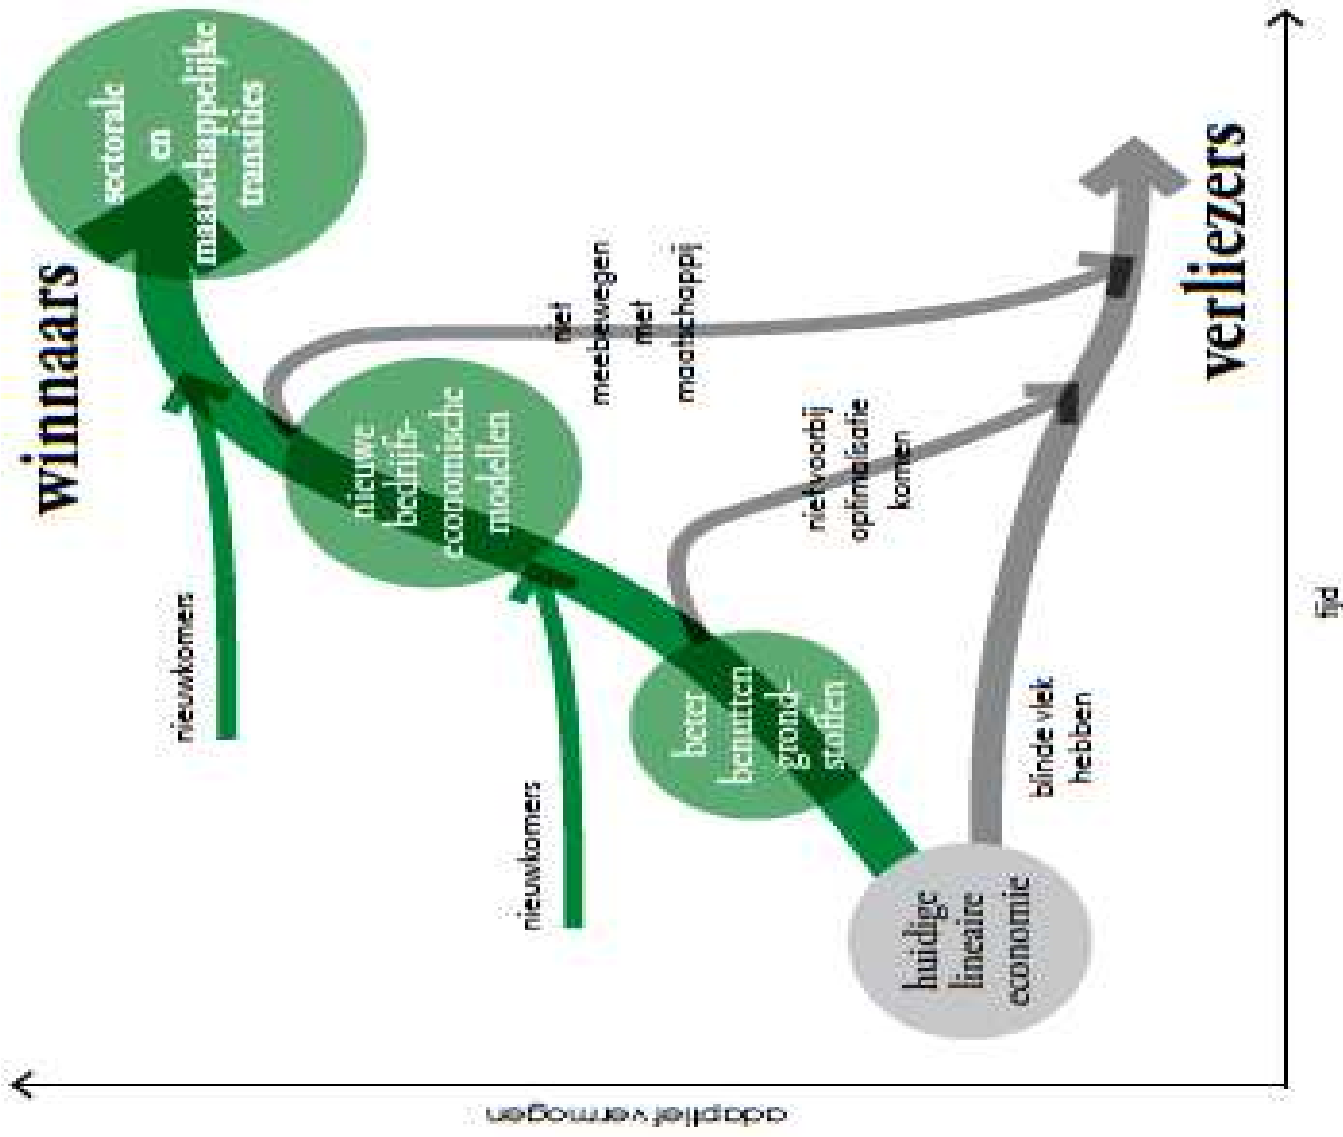 winnaars
sectorale
en
maatschappelijke
transities
nieuwkomers
nieuwe
bedrijfs-
economische
modellen
niet
meebewegen
met
maatschappij
nieuwkomers
beter
benutten
grond-
stoffen
niet voorbij
optimalisatie
komen
huidige
lineaire
economie
blinde vlek
hebben
verliezers
adaptief vermogen
tijd